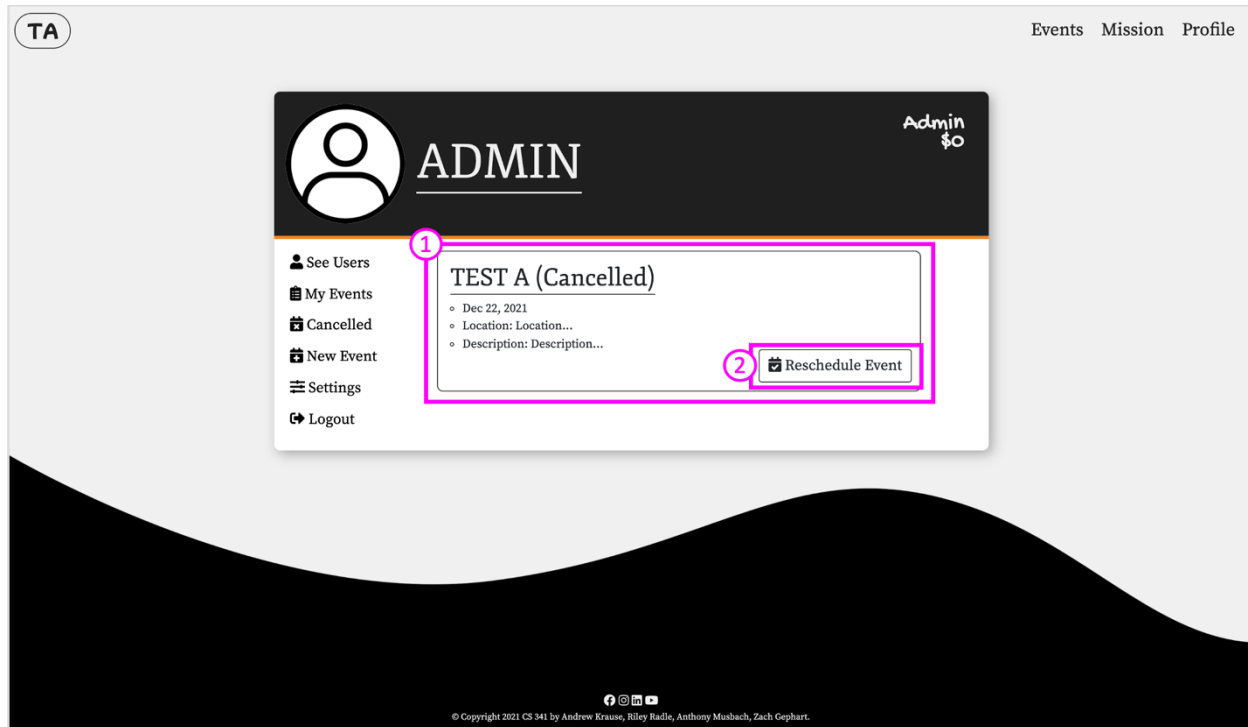 TA
Events Mission Profile
ADMIN
Admin
$0
1
See Users
My Events
Cancelled
New Event
Settings
Logout
TEST A (Cancelled)
Dec 22, 2021
Location: Location...
Description: Description...
2
Reschedule Event
© Copyright 2021 CS 341 by Andrew Krause, Riley Radle, Anthony Musbach, Zach Gephart.